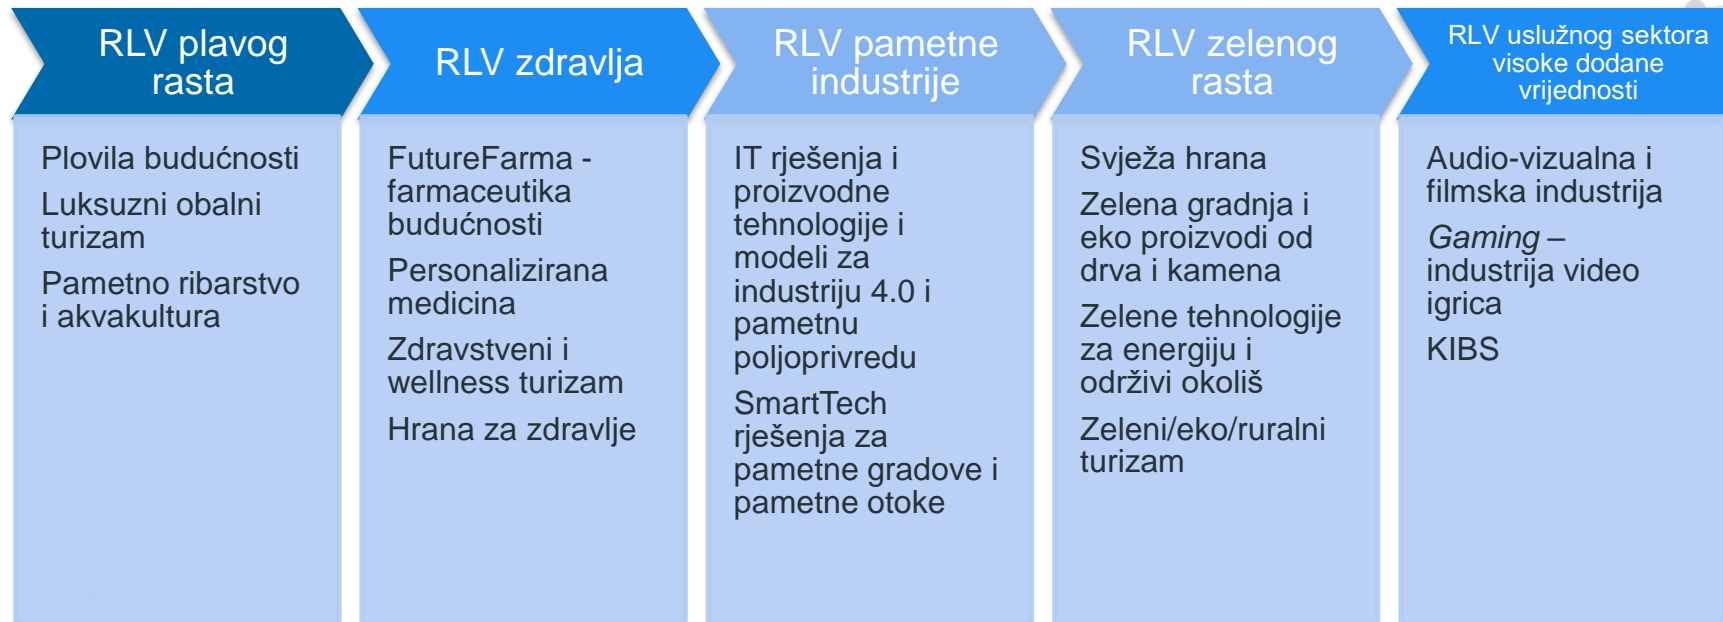 RLV plavog
rasta
Plovila budućnosti
Luksuzni obalni
turizam
Pametno ribarstvo
i akvakultura
RLV zdravlja
FutureFarma -
farmaceutika
budućnosti
Personalizirana
medicina
Zdravstveni i
wellness turizam
Hrana za zdravlje
RLV pametne
industrije
IT rješenja i
proizvodne
tehnologije i
modeli za
industriju 4.0 i
pametnu
poljoprivredu
SmartTech
rješenja za
pametne gradove i
pametne otoke
RLV zelenog
rasta
Svježa hrana
Zelena gradnja i
eko proizvodi od
drva i kamena
Zelene tehnologije
za energiju i
održivi okoliš
Zeleni/eko/ruralni
turizam
RLV uslužnog sektora
visoke dodane
vrijednosti
Audio-vizualna i
filmska industrija
Gaming –
industrija video
igrica
KIBS